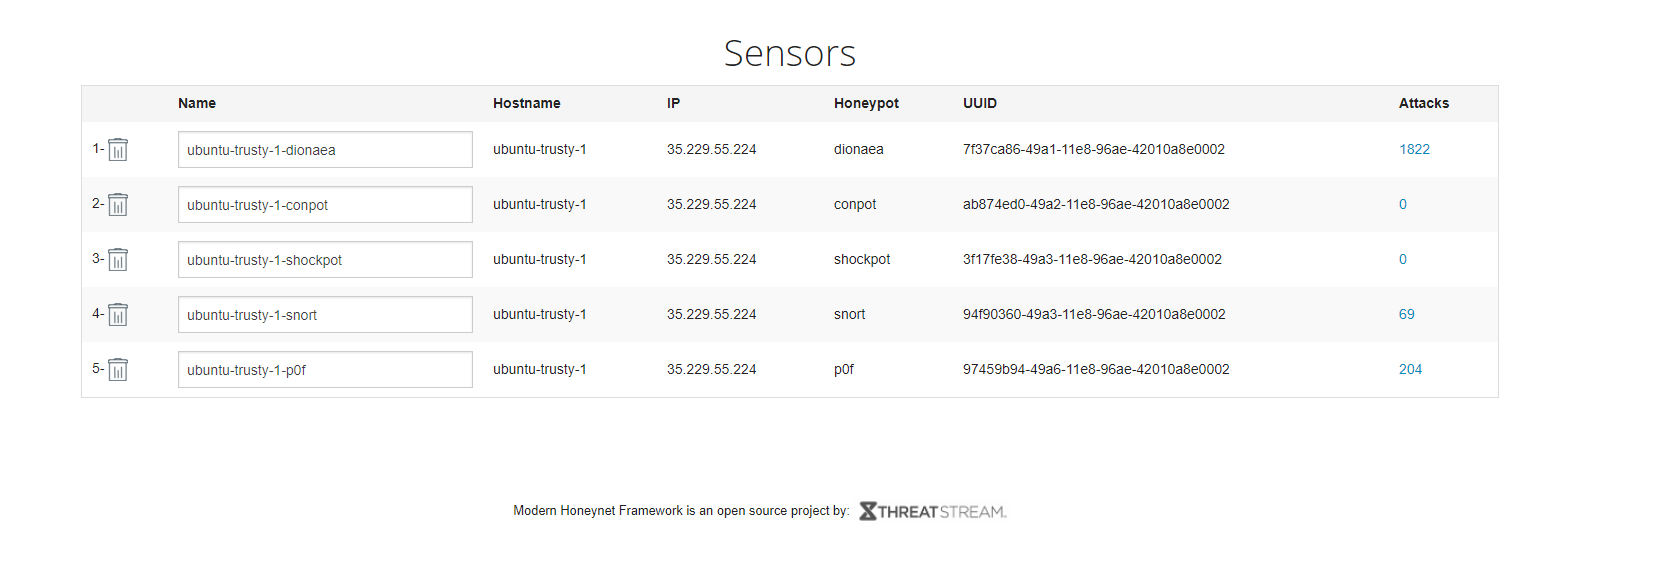 Sensors
Name Hostname IP Honeypot UUID Attacks
1- ubuntu-trusty-1-dionaea ubuntu-trusty-1 35.229.55.224 dionaea 7f37ca86-49a1-11e8-96ae-42010a8e0002 1822
2- ubuntu-trusty-1-conpot ubuntu-trusty-1 35.229.55.224 conpot ab874ed0-49a2-11e8-96ae-42010a8e0002 0
3- ubuntu-trusty-1-shockpot ubuntu-trusty-1 35.229.55.224 shockpot 3f17fe38-49a3-11e8-96ae-42010a8e0002 0
4- ubuntu-trusty-1-snort ubuntu-trusty-1 35.229.55.224 snort 94f90360-49a3-11e8-96ae-42010a8e0002 69
5- ubuntu-trusty-1-p0f ubuntu-trusty-1 35.229.55.224 p0f 97459b94-49a6-11e8-96ae-42010a8e0002 204
Modern Honeynet Framework is an open source project by: THREATSTREAM.